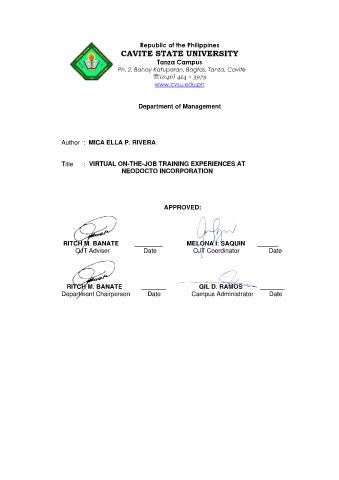 Republic of the Philippines
CAVITE STATE UNIVERSITY
Tanza Campus
Ph. 2, Bahay Katuparan, Bagtas, Tanza, Cavite
☏(046) 414 – 3979
www.cvsu.edu.ph
Department of Management
Author : MICA ELLA P. RIVERA
Title : VIRTUAL ON-THE-JOB TRAINING EXPERIENCES AT
NEODOCTO INCORPORATION
APPROVED:
RITCH M. BANATE ________ MELONA I. SAQUIN ______
OJT Adviser Date OJT Coordinator Date
RITCH M. BANATE _______ GIL D. RAMOS _______
Department Chairperson Date Campus Administrator Date